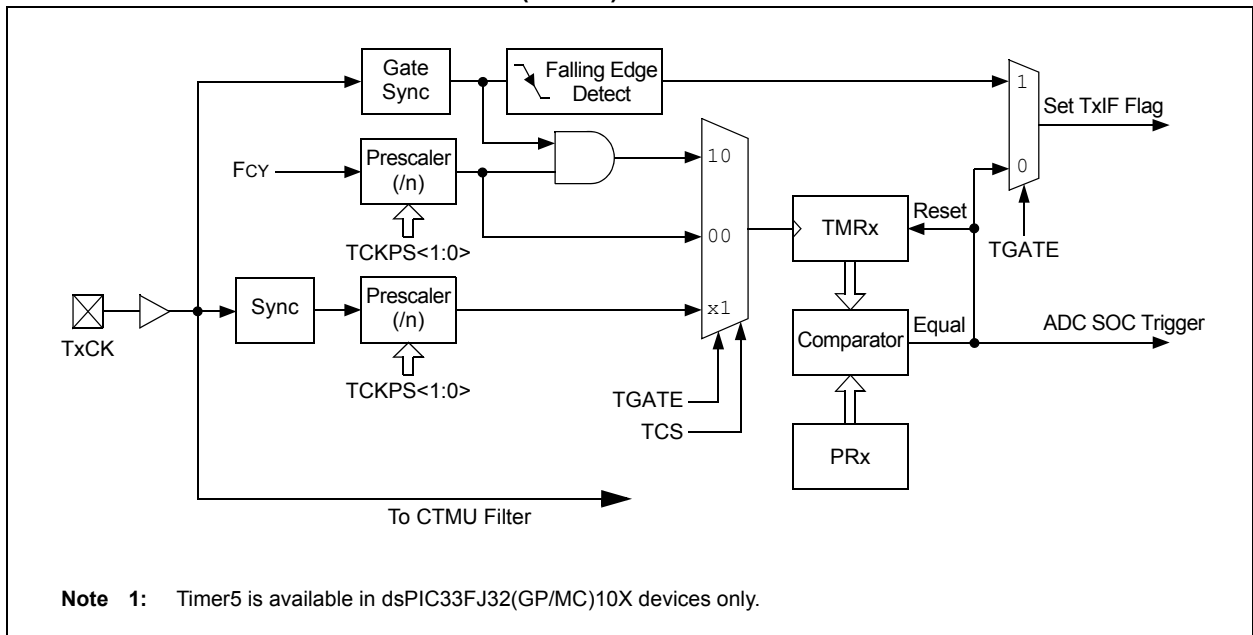 Gate
Sync
Falling Edge
Detect
1
Set TxIF Flag
0
TGATE
FCY
Prescaler
(/n)
TCKPS<1:0>
10
00
x1
TMRx
Reset
TxCK
Sync
Prescaler
(/n)
TCKPS<1:0>
Comparator
Equal
ADC SOC Trigger
TGATE
TCS
PRx
To CTMU Filter
Note 1: Timer5 is available in dsPIC33FJ32(GP/MC)10X devices only.